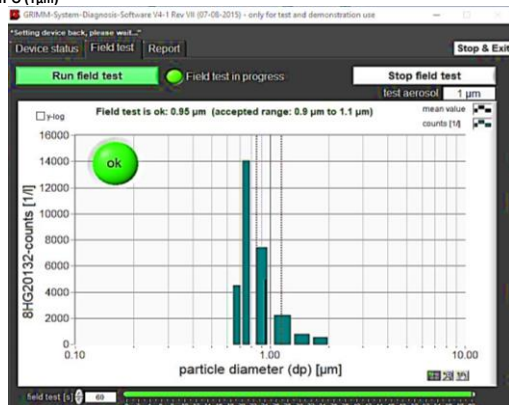 (1μm)
GRIMM-System-Diagnosis-Software V4-1 Rev VII (07-08-2015) - only for test and demonstration use
"Setting device back, please wait..."
Device status Field test Report Stop & Exit
Run field test Field test in progress Stop field test
test aerosol 1 μm
y-log Field test is ok: 0.95 μm (accepted range: 0.9 μm to 1.1 μm) mean value
counts [1/l]
16000
14000
ok
12000
10000
8000
6000
4000
2000
0
8HG20132-counts [1/l]
0.10 1.00 10.00
particle diameter (dp) [μm]
field test [s] 60